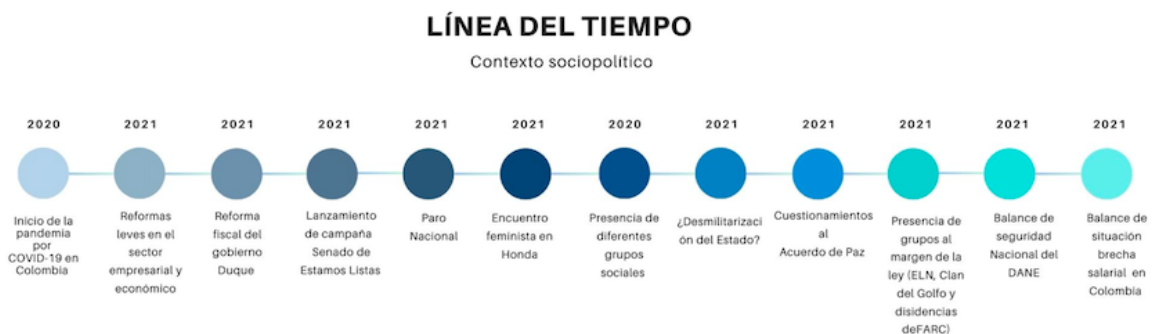 LÍNEA DEL TIEMPO
Contexto sociopolítico
2020
Inicio de la
pandemia
por
COVID-19 en
Colombia
2021
Reformas
leves en el
sector
empresarial y
económico
2021
Reforma
fiscal del
gobierno
Duque
2021
Lanzamiento
de campaña
Senado de
Estamos Listas
2021
Paro
Nacional
2021
Encuentro
feminista en
Honda
2020
Presencia de
diferentes
grupos
sociales
2021
¿Desmilitarizaci
ón del Estado?
2021
Cuestionamientos
al
Acuerdo de Paz
2021
Presencia de
grupos al
margen de la
ley (ELN, Clan
del Golfo y
disidencias
deFARC)
2021
Balance de
seguridad
Nacional del
DANE
2021
Balance de
situación
brecha
salarial en
Colombia